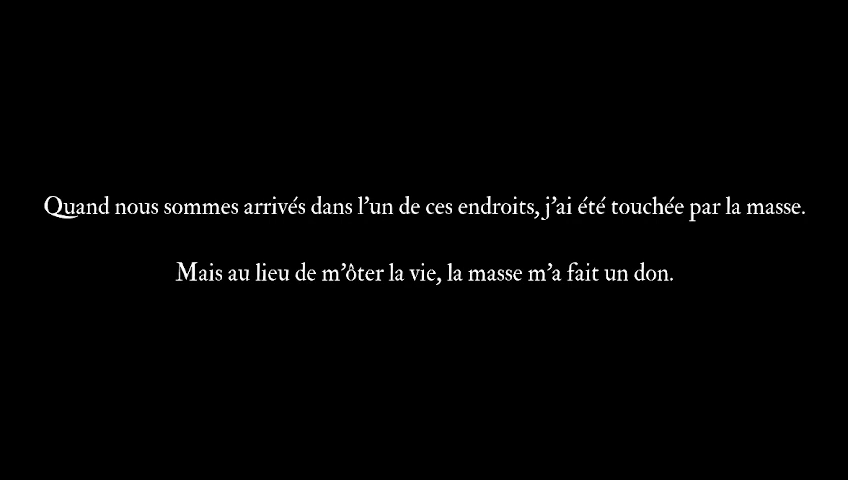 Quand nous sommes arrivés dans l'un de ces endroits, j'ai été touchée par la masse.
Mais au lieu de m'ôter la vie, la masse m'a fait un don.